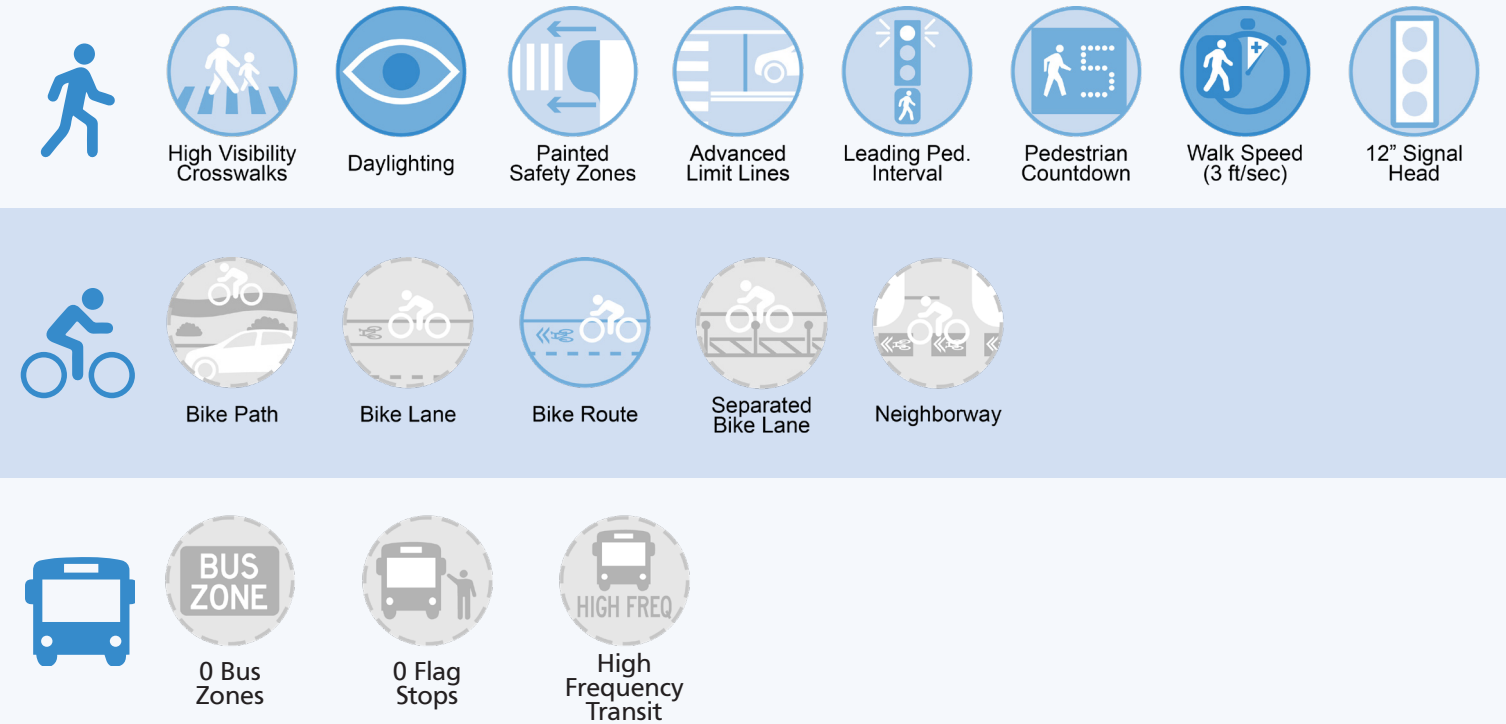 High Visibility
Crosswalks
Daylighting
Painted
Safety Zones
Advanced
Limit Lines
Leading Ped.
Interval
5
Pedestrian
Countdown
Walk Speed
(3 ft/sec)
12” Signal
Head
Bike Path
Bike Lane
Bike Route
Separated
Bike Lane
Neighborway
BUS
ZONE
0 Bus
Zones
0 Flag
Stops
HIGH FREQ
High
Frequency
Transit